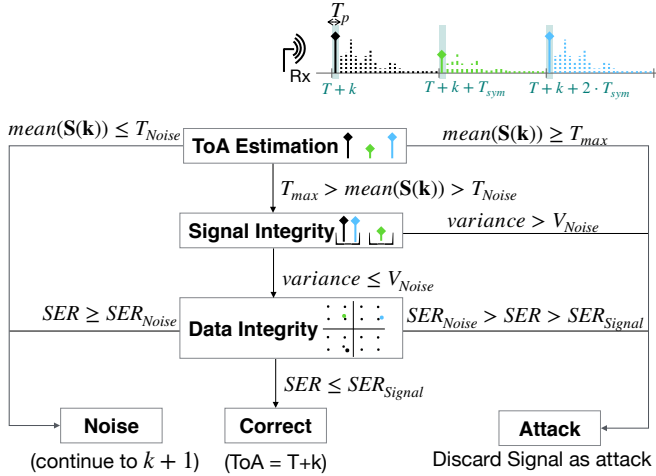 T_p
Rx
T + k
T + k + T_sym
T + k + 2 · T_sym
mean(S(k)) ≤ T_Noise
ToA Estimation
mean(S(k)) ≥ T_max
T_max > mean(S(k)) > T_Noise
Signal Integrity
variance > V_Noise
variance ≤ V_Noise
SER ≥ SER_Noise
Data Integrity
SER_Noise > SER > SER_Signal
SER ≤ SER_Signal
Noise
Correct
Attack
(continue to k + 1)
(ToA = T+k)
Discard Signal as attack